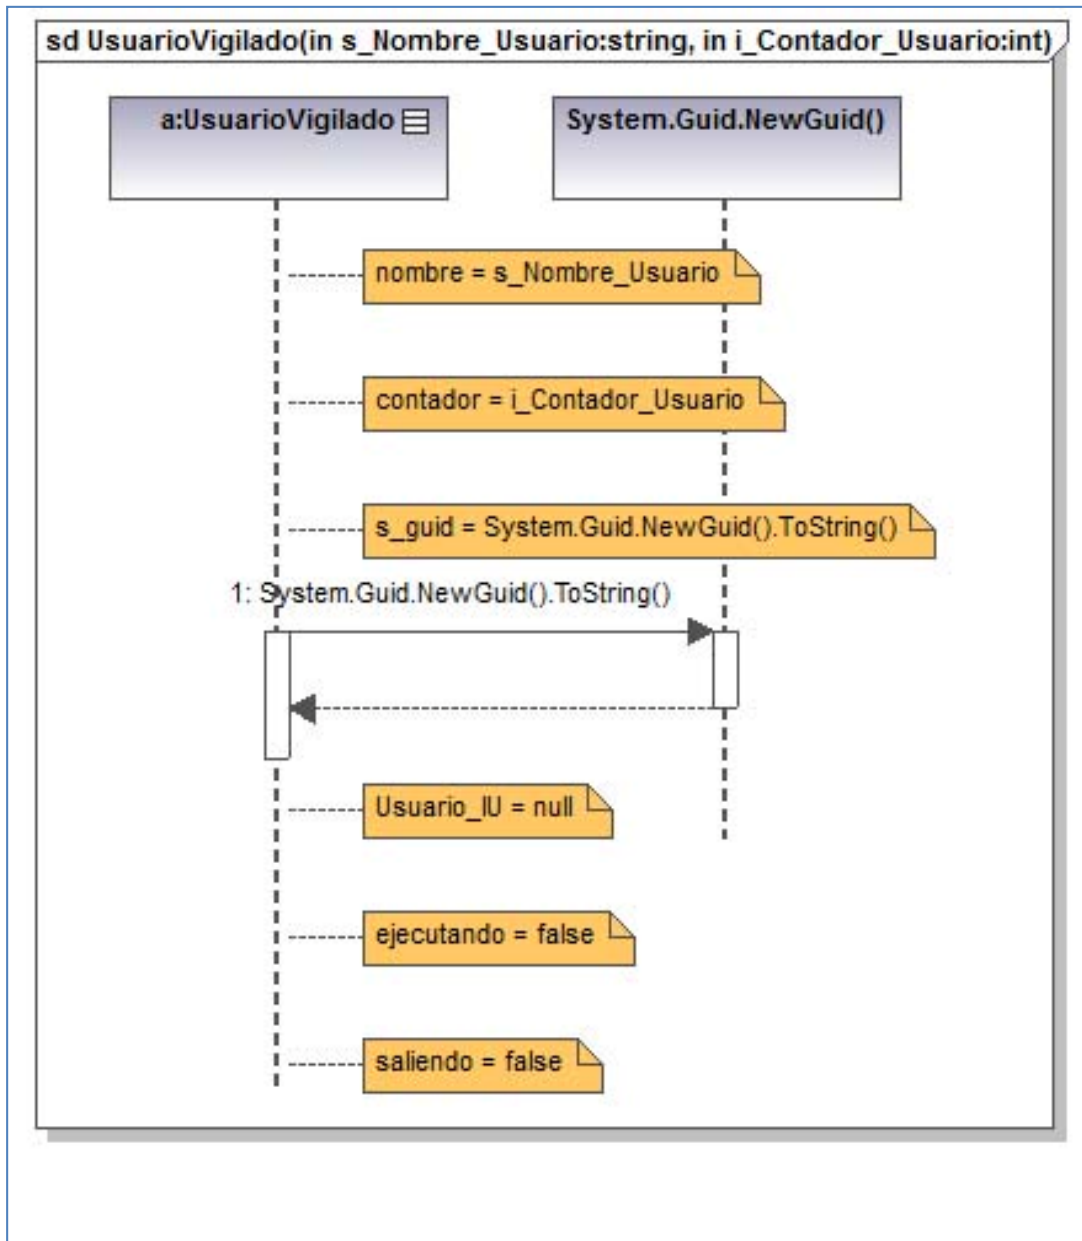 sd UsuarioVigilado(in s_Nombre_Usuario:string, in i_Contador_Usuario:int)
a:UsuarioVigilado
System.Guid.NewGuid()
nombre = s_Nombre_Usuario
contador = i_Contador_Usuario
s_guid = System.Guid.NewGuid().ToString()
1: System.Guid.NewGuid().ToString()
Usuario_IU = null
ejecutando = false
saliendo = false